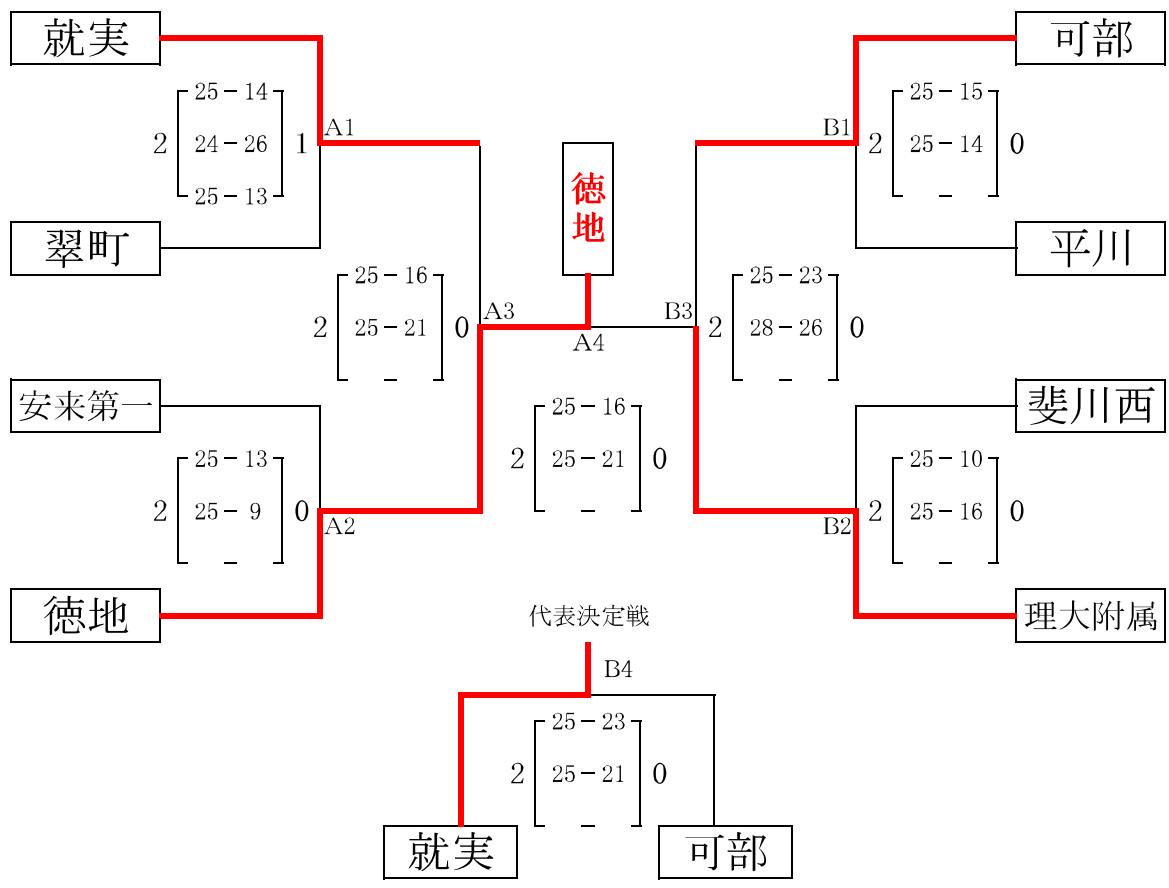 就実
可部
25－14
25－15
A1
B1
2
24－26
1
2
25－14
0
徳地
25－13
－
翠町
平川
25－16
25－23
A3
B3
2
25－21
0
2
28－26
0
A4
－
－
安来第一
斐川西
25－16
25－13
25－10
2
25－21
0
2
25－9
0
2
25－16
0
A2
B2
－
－
－
徳地
理大附属
代表決定戦
B4
25－23
2
25－21
0
－
就実
可部